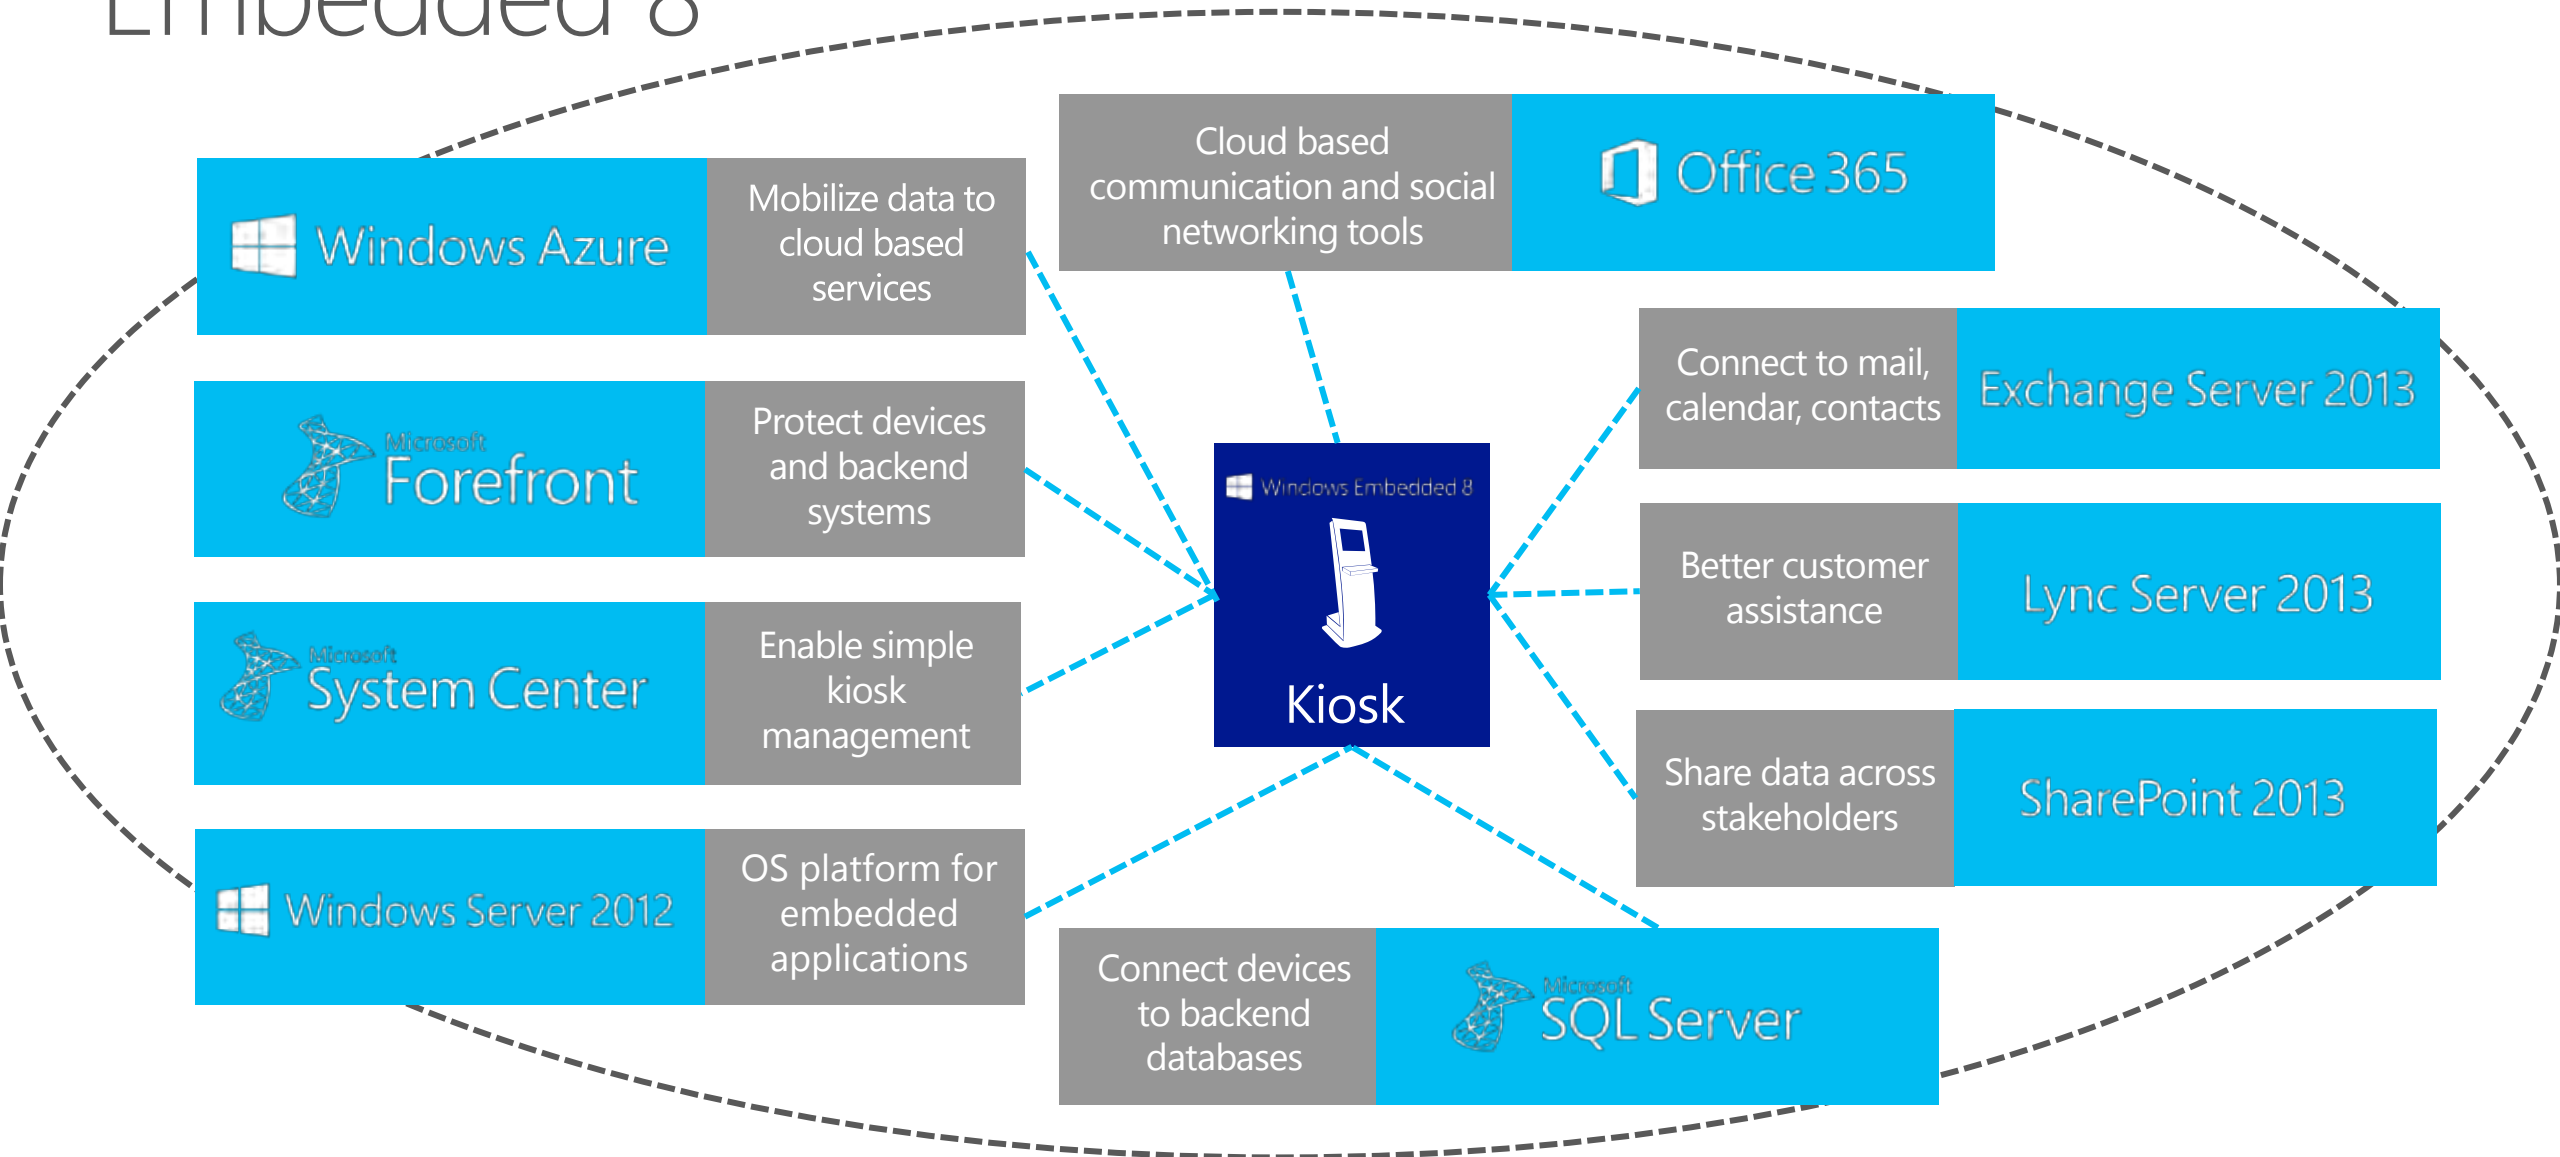 Embedded 8
Cloud based
communication and social
networking tools
Office 365
Windows Azure
Mobilize data to
cloud based
services
Connect to mail,
calendar, contacts
Exchange Server 2013
Microsoft
Forefront
Protect devices
and backend
systems
Windows Embedded 8
Kiosk
Better customer
assistance
Lync Server 2013
Microsoft
System Center
Enable simple
kiosk
management
Share data across
stakeholders
SharePoint 2013
Windows Server 2012
OS platform for
embedded
applications
Connect devices
to backend
databases
Microsoft
SQL Server